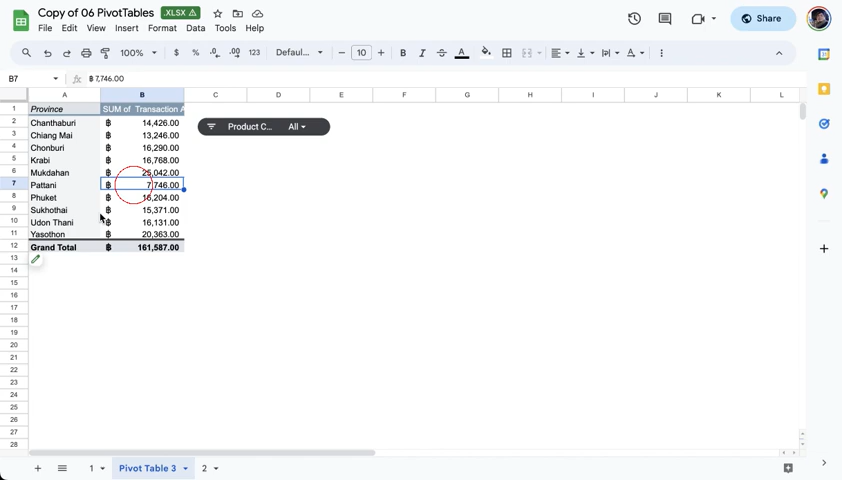 Copy of 06 PivotTables .XLSX
File Edit View Insert Format Data Tools Help
Share
100% $ % .0 .00 123 Defaul... 10 B I S A
B7 fx ฿ 7,746.00
A B C D E F G H I J K L
1 Province SUM of Transaction A
2 Chanthaburi ฿ 14,426.00
Product C... All
3 Chiang Mai ฿ 13,246.00
4 Chonburi ฿ 16,290.00
5 Krabi ฿ 16,768.00
6 Mukdahan ฿ 25,042.00
7 Pattani ฿ 7,746.00
8 Phuket ฿ 16,204.00
9 Sukhothai ฿ 15,371.00
10 Udon Thani ฿ 16,131.00
11 Yasothon ฿ 20,363.00
12 Grand Total ฿ 161,587.00
13
14
15
16
17
18
19
20
21
22
23
24
25
26
27
28
1 Pivot Table 3 2